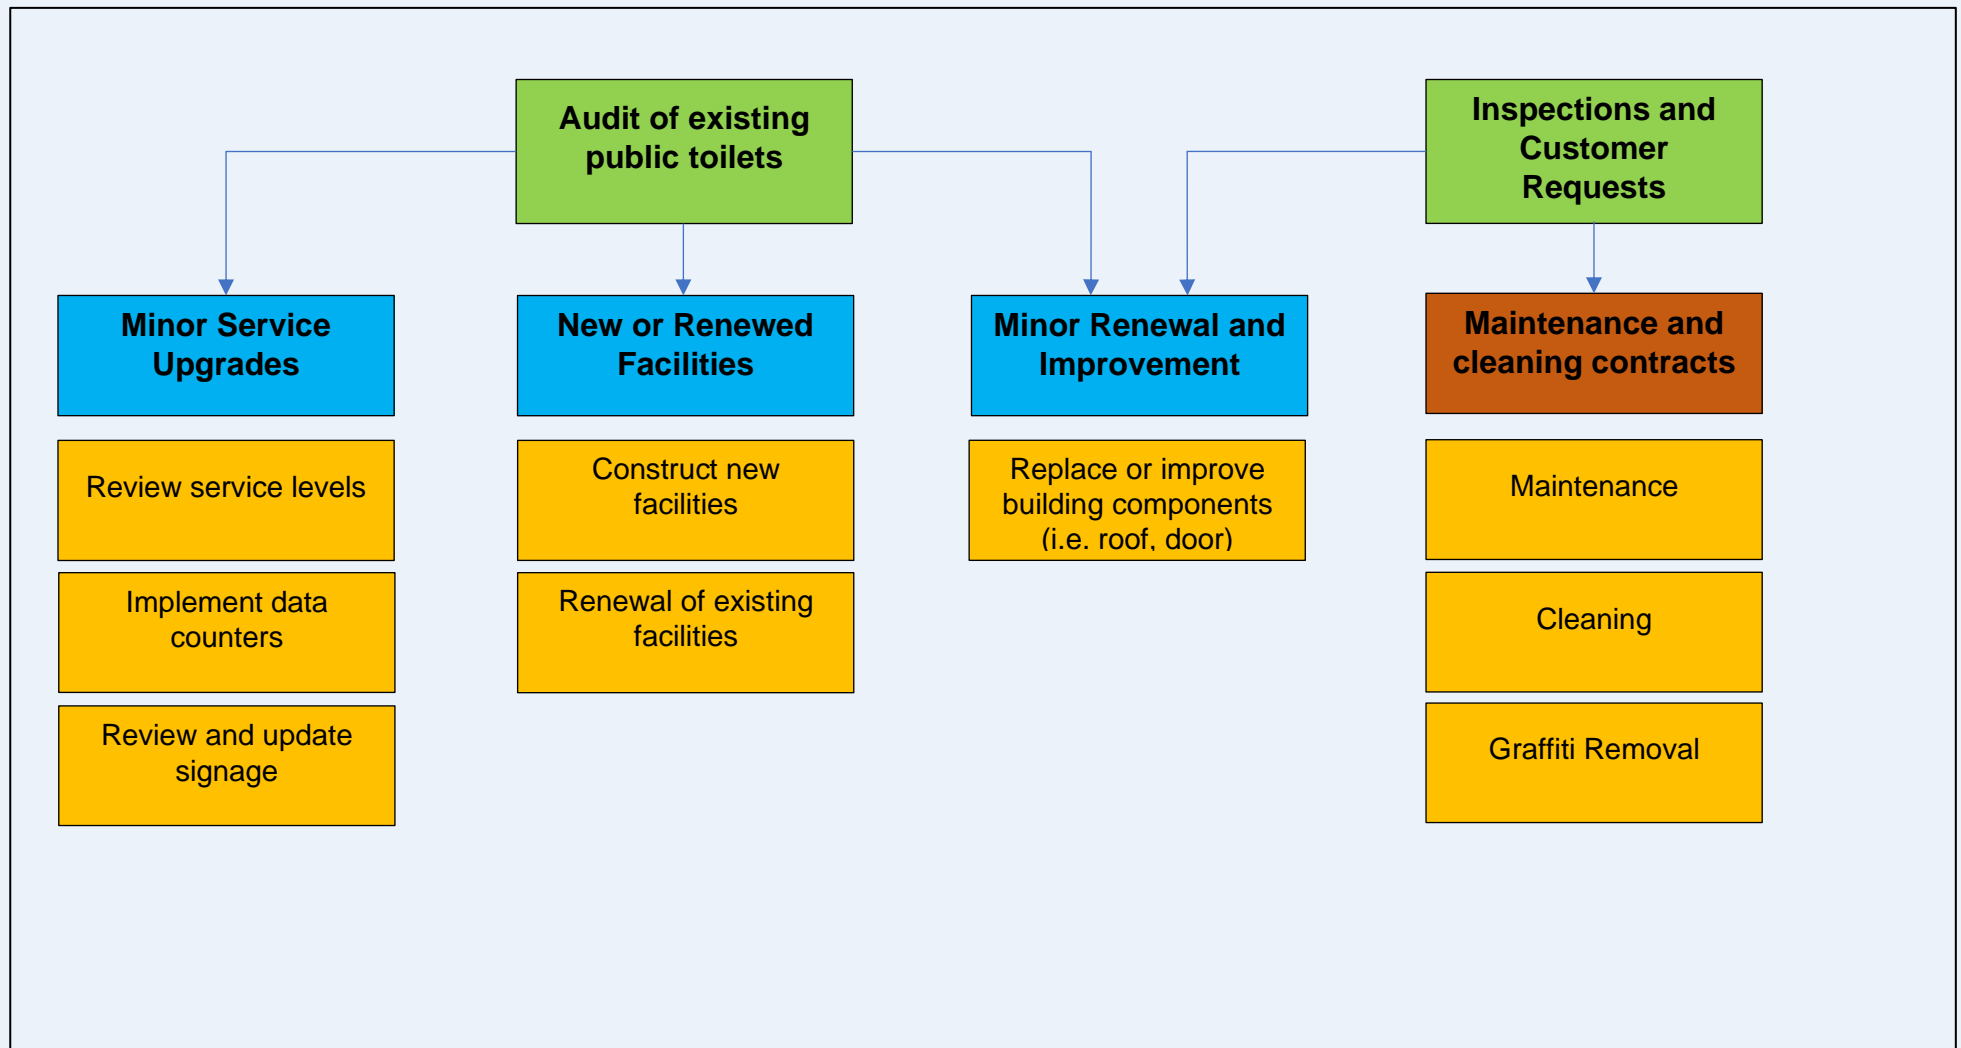 Audit of existing
public toilets
Inspections and
Customer
Requests
Minor Service
Upgrades
New or Renewed
Facilities
Minor Renewal and
Improvement
Maintenance and
cleaning contracts
Review service levels
Construct new
facilities
Replace or improve
building components
(i.e. roof, door)
Maintenance
Implement data
counters
Renewal of existing
facilities
Cleaning
Review and update
signage
Graffiti Removal